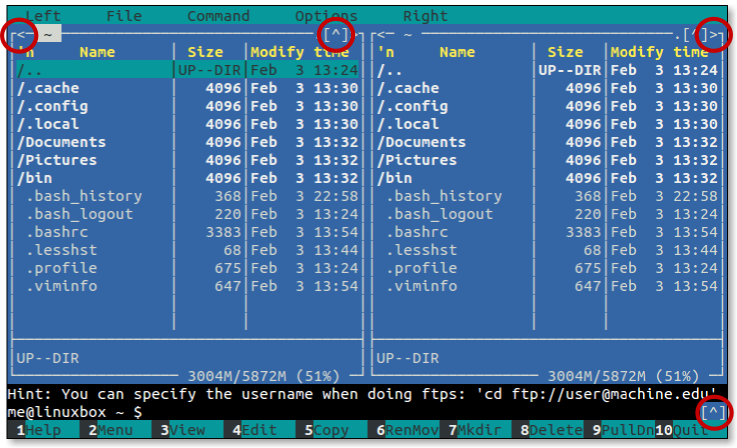 Left File Command Options Right
<- ~ .[^]>
<- ~ .[^]>
'n Name Size Modify time 'n Name Size Modify time
/.. UP--DIR Feb 3 13:24 /.. UP--DIR Feb 3 13:24
/.cache 4096 Feb 3 13:30 /.cache 4096 Feb 3 13:30
/.config 4096 Feb 3 13:30 /.config 4096 Feb 3 13:30
/.local 4096 Feb 3 13:30 /.local 4096 Feb 3 13:30
/Documents 4096 Feb 3 13:32 /Documents 4096 Feb 3 13:32
/Pictures 4096 Feb 3 13:32 /Pictures 4096 Feb 3 13:32
/bin 4096 Feb 3 13:32 /bin 4096 Feb 3 13:32
.bash_history 368 Feb 3 22:58 .bash_history 368 Feb 3 22:58
.bash_logout 220 Feb 3 13:24 .bash_logout 220 Feb 3 13:24
.bashrc 3383 Feb 3 13:54 .bashrc 3383 Feb 3 13:54
.lesshst 68 Feb 3 13:44 .lesshst 68 Feb 3 13:44
.profile 675 Feb 3 13:24 .profile 675 Feb 3 13:24
.viminfo 647 Feb 3 13:54 .viminfo 647 Feb 3 13:54
UP--DIR UP--DIR
3004M/5872M (51%) 3004M/5872M (51%)
Hint: You can specify the username when doing ftps: 'cd ftp://user@machine.edu'
me@linuxbox ~ $ [^]
1Help 2Menu 3View 4Edit 5Copy 6RenMov 7Mkdir 8Delete 9PullDn 10Quit